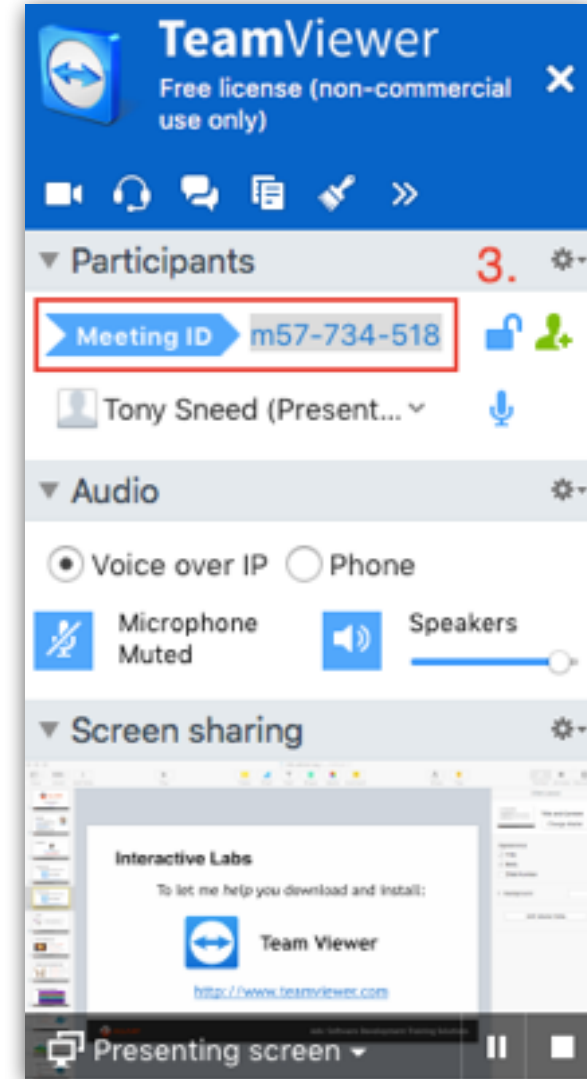 TeamViewer
Free license (non-commercial
use only)
Participants
3.
Meeting ID m57-734-518
Tony Sneed (Present...
Audio
Voice over IP Phone
Microphone
Muted
Speakers
Screen sharing
Interactive Labs
To let me help you download and install:
Team Viewer
http://www.teamviewer.com
Presenting screen